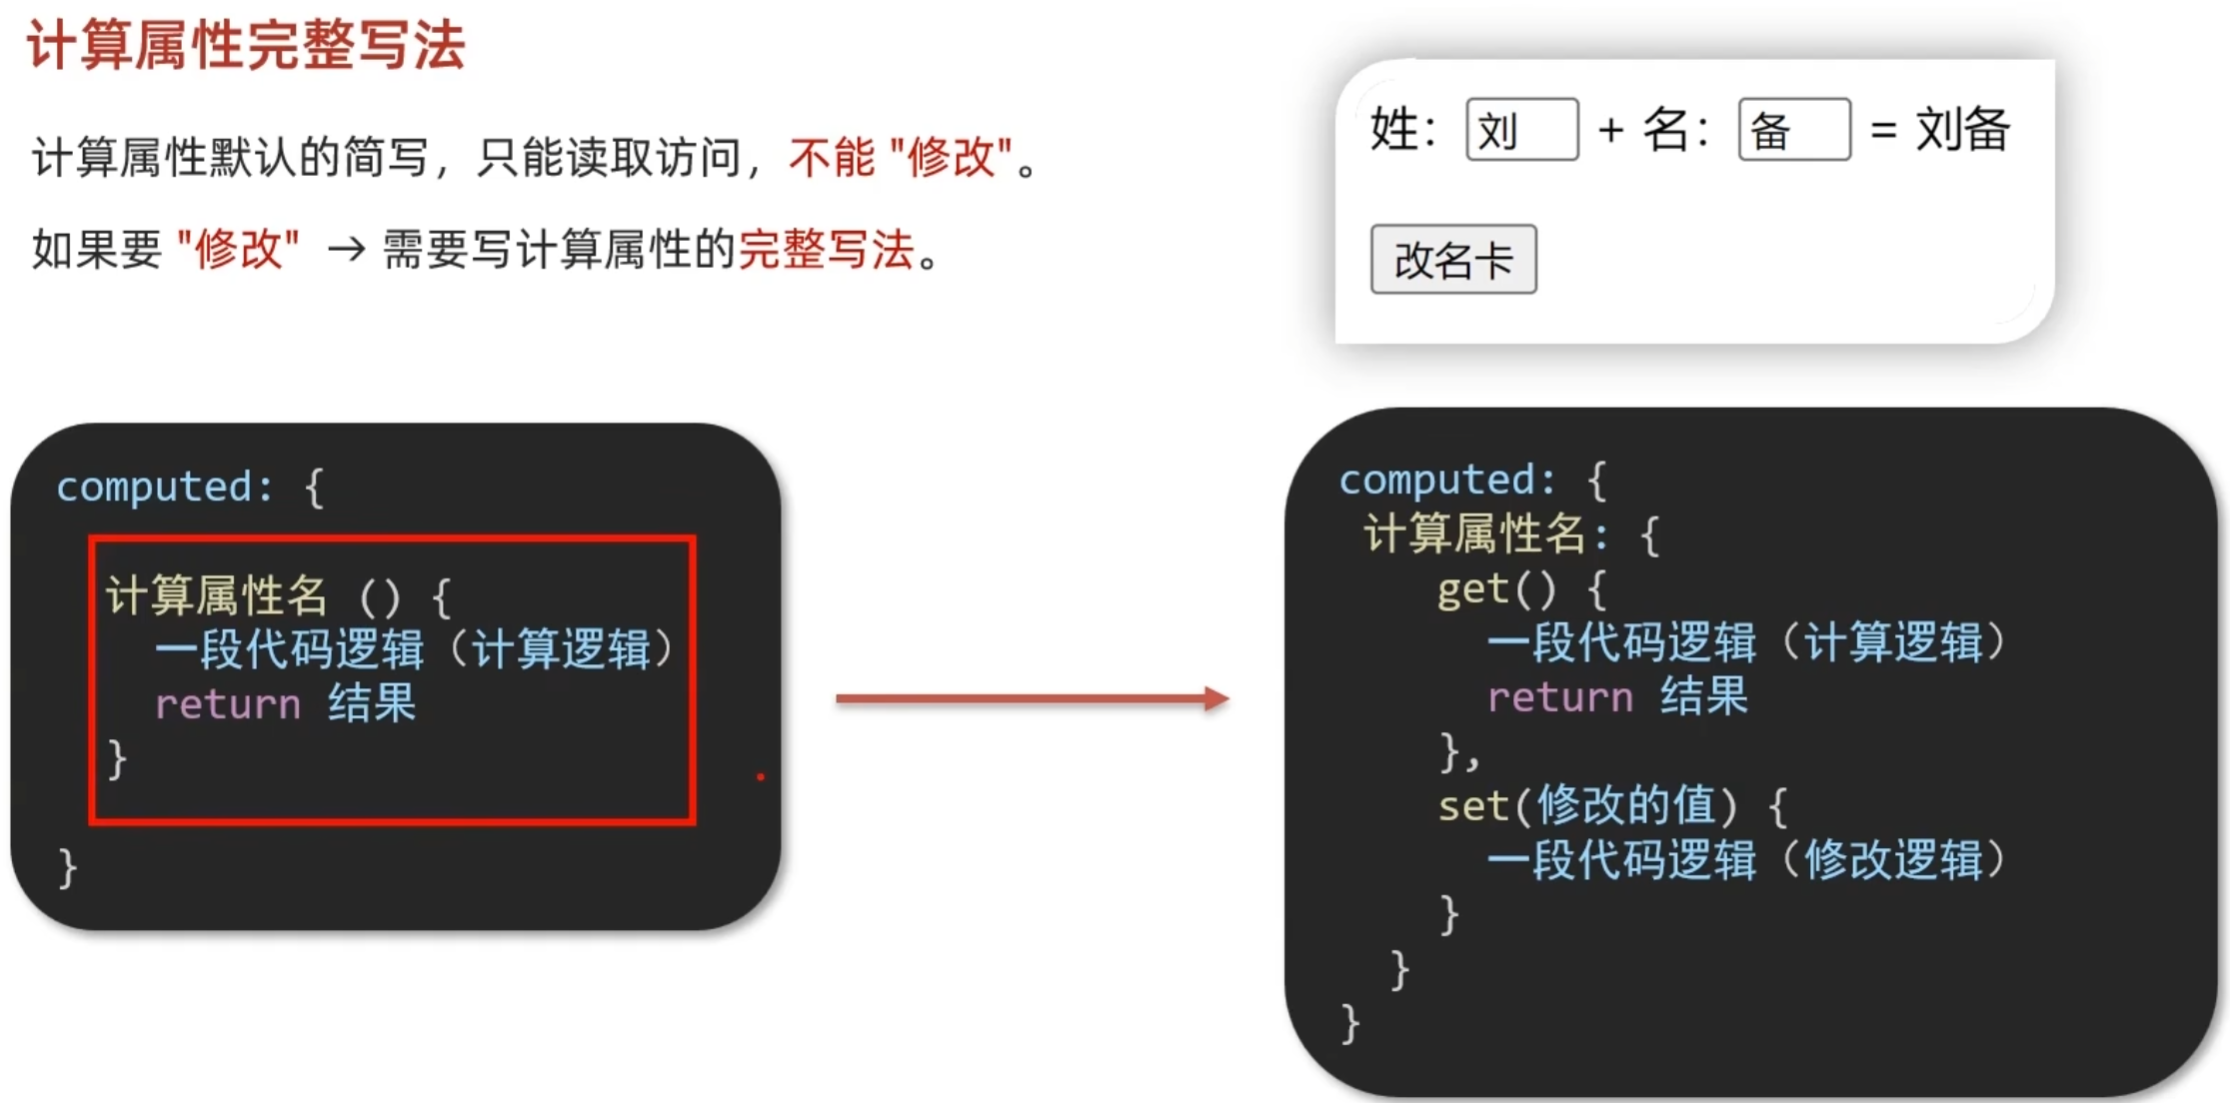 计算属性完整写法
计算属性默认的简写，只能读取访问，不能 "修改"。
如果要 "修改" → 需要写计算属性的完整写法。
姓： 刘 + 名： 备 = 刘备
改名卡
computed: {
计算属性名 () {
一段代码逻辑（计算逻辑）
return 结果
}
}
computed: {
计算属性名: {
get() {
一段代码逻辑（计算逻辑）
return 结果
},
set(修改的值) {
一段代码逻辑（修改逻辑）
}
}
}